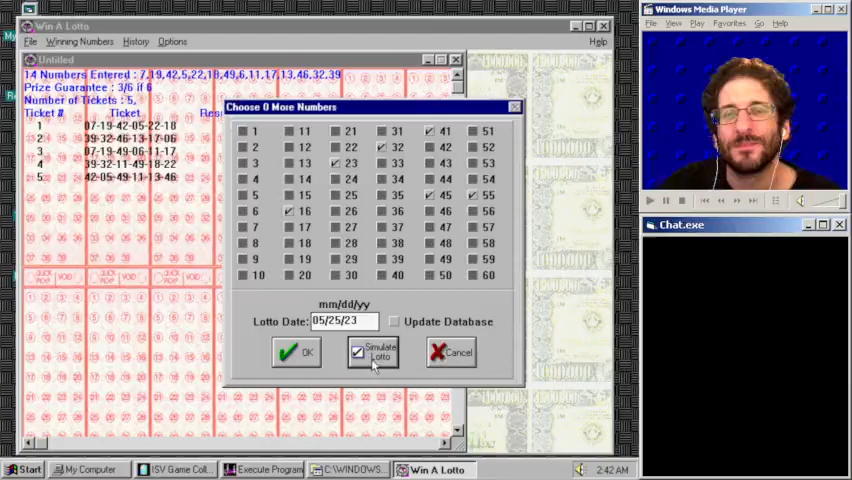 Win A Lotto
File Winning Numbers History Options Help
Untitled
14 Numbers Entered : 7,19,42,5,22,18,49,6,11,17,13,46,32,39
Prize Guarantee : 3/6 if 6
Number of Tickets : 5,
Ticket # Ticket
1 07-19-42-05-22-18
2 39-32-46-13-17-06
3 07-19-49-06-11-17
4 39-32-11-49-18-22
5 42-05-49-11-13-46
Choose 0 More Numbers
1 11 21 31 41 51
2 12 22 32 42 52
3 13 23 33 43 53
4 14 24 34 44 54
5 15 25 35 45 55
6 16 26 36 46 56
7 17 27 37 47 57
8 18 28 38 48 58
9 19 29 39 49 59
10 20 30 40 50 60
mm/dd/yy
Lotto Date: 05/25/23 Update Database
OK Simulate Lotto Cancel
QUICK PICK VOID
Windows Media Player
File View Play Favorites Go Help
Chat.exe
Start My Computer ISV Game Coll... Execute Program C:\WINDOWS... Win A Lotto 2:42 AM